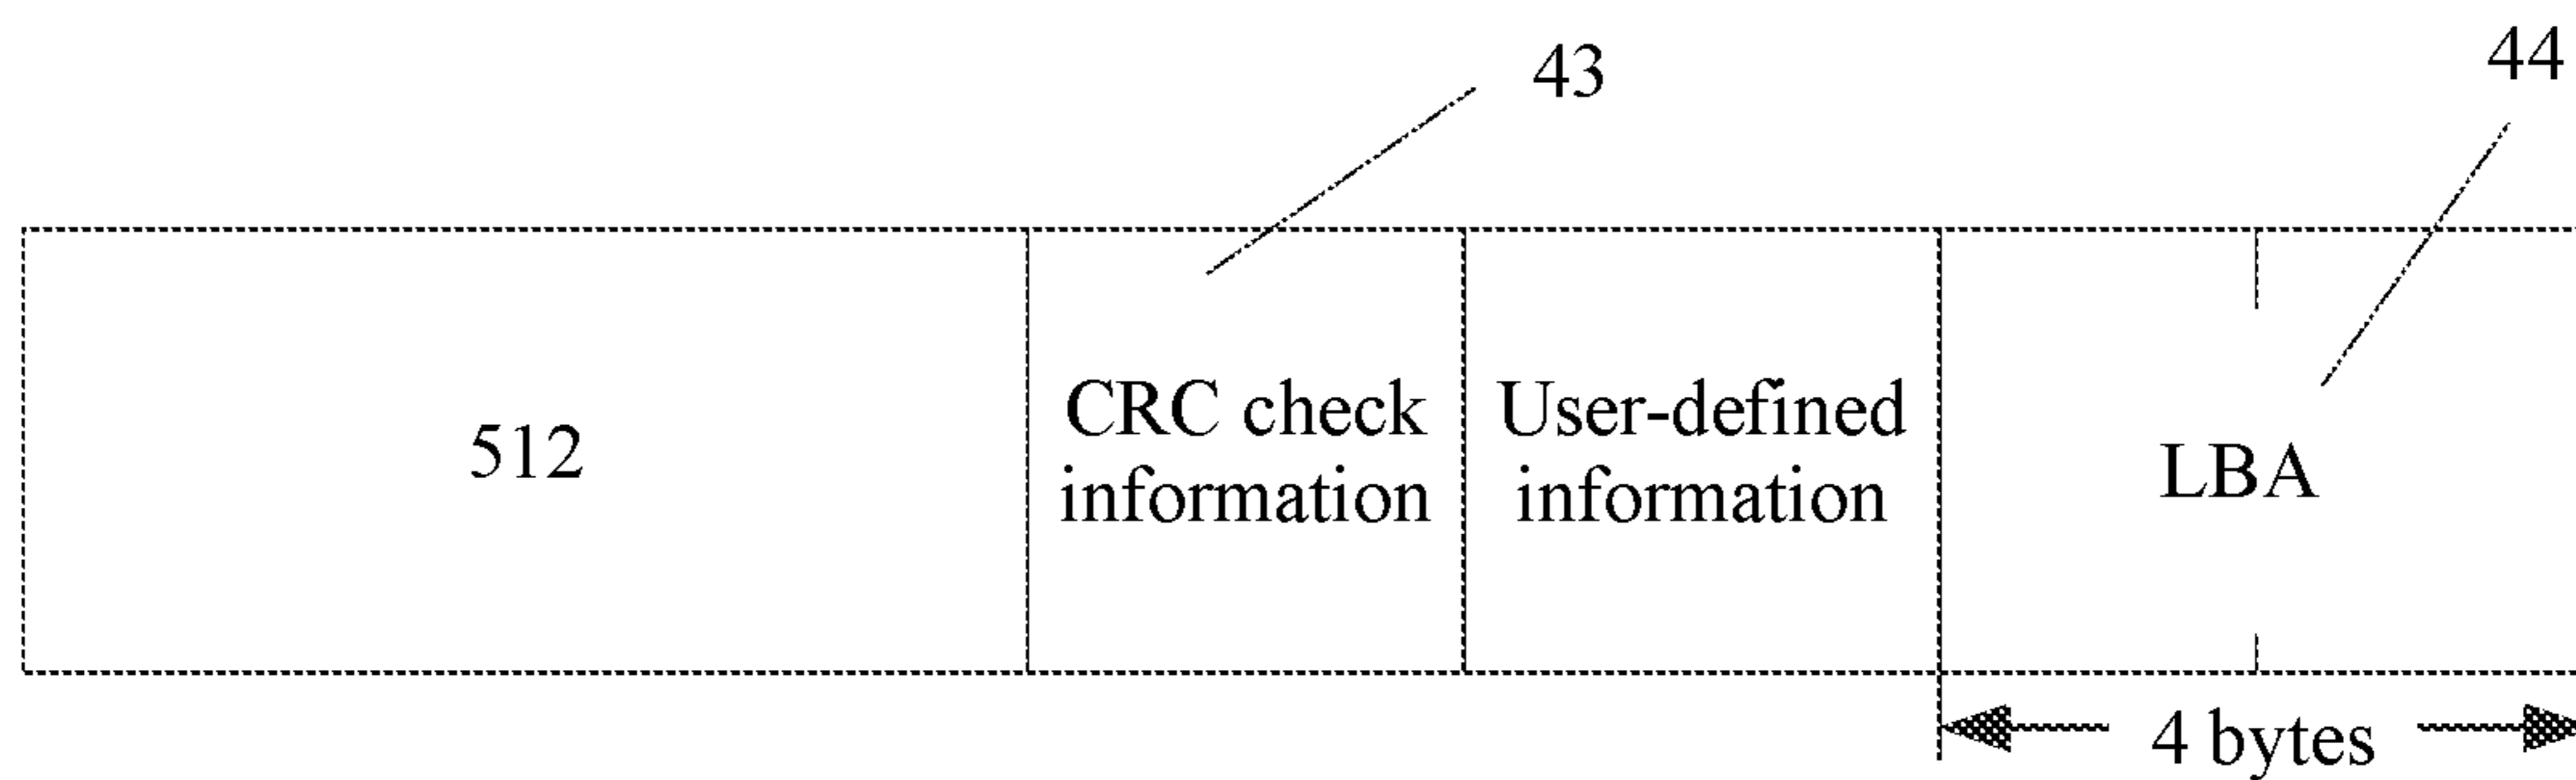 43
44
512
CRC check
information
User-defined
information
LBA
4 bytes